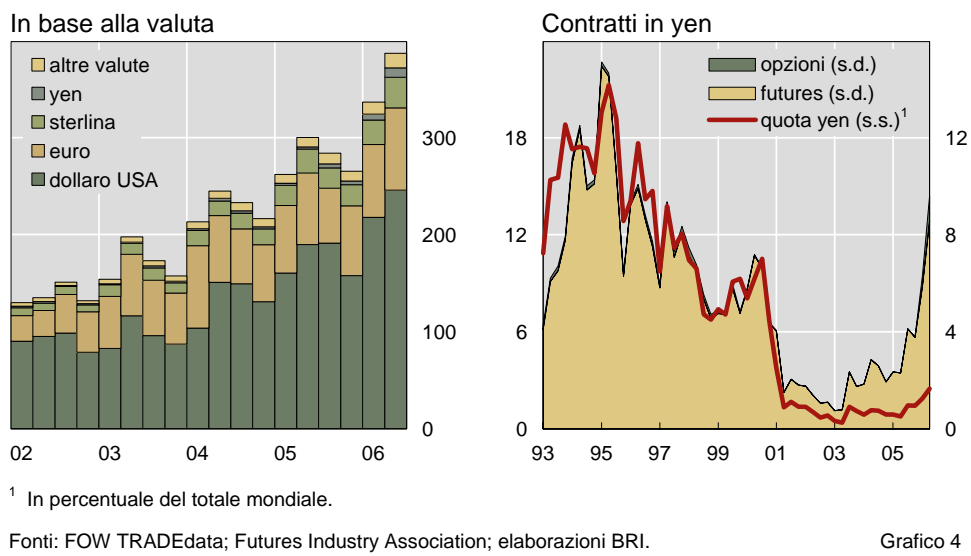 In base alla valuta
altre valute
yen
sterlina
euro
dollaro USA
300
200
100
0
02 03 04 05 06
Contratti in yen
opzioni (s.d.)
futures (s.d.)
quota yen (s.s.)¹
18 12
12 8
6 4
0 0
93 95 97 99 01 03 05
¹ In percentuale del totale mondiale.
Fonti: FOW TRADEdata; Futures Industry Association; elaborazioni BRI. Grafico 4